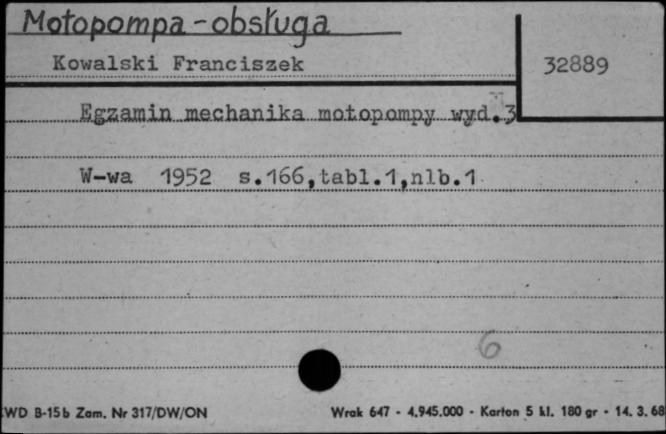 Motopompa - obsługa
Kowalski Franciszek
32889
Egzamin mechanika motopompy wyd.3
W-wa 1952 s.166,tabl.1,nlb.1
6
WD B-15b Zam. Nr 317/DW/ON
Wrak 647 - 4.945.000 - Karton 5 kl. 180 gr - 14. 3. 68